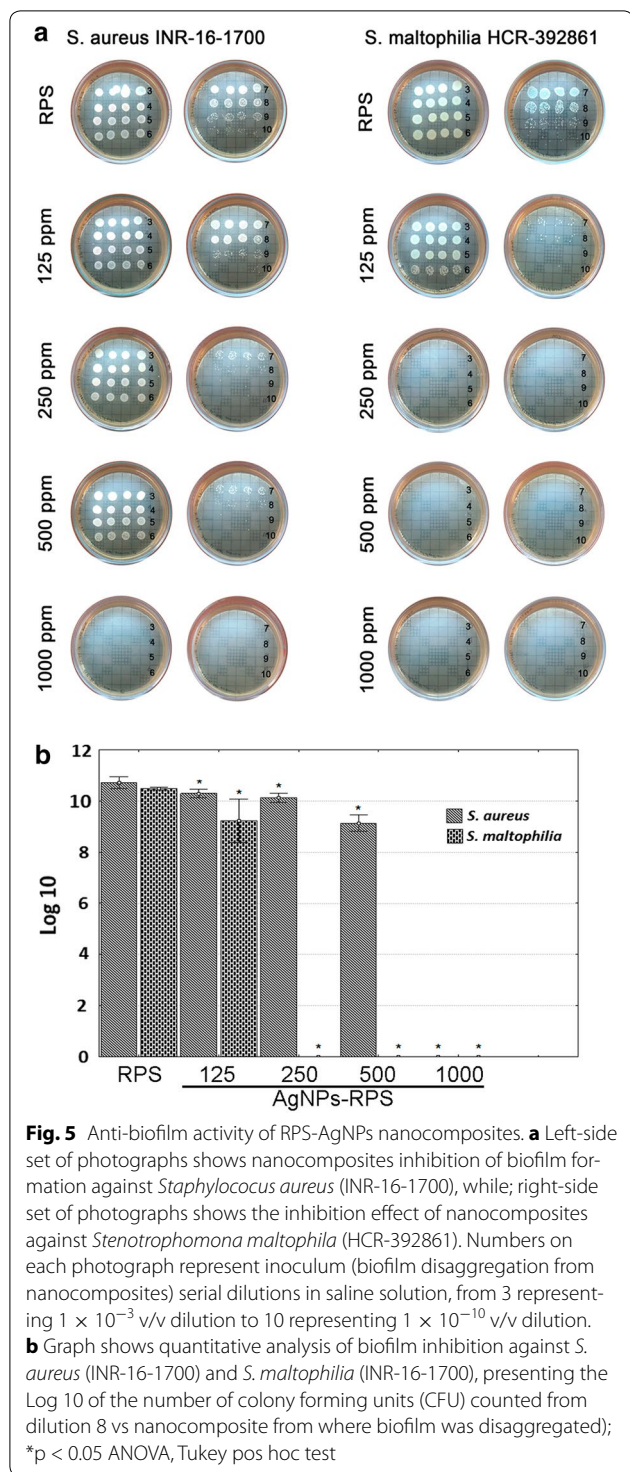 a
S. aureus INR-16-1700 S. maltophilia HCR-392861
RPS
3 7 3 7
4 8 4 8
5 9 5 9
6 10 6 10
125 ppm
3 7 3 7
4 8 4 8
5 9 5 9
6 10 6 10
250 ppm
3 7 3 7
4 8 4 8
5 9 5 9
6 10 6 10
500 ppm
3 7 3 7
4 8 4 8
5 9 5 9
6 10 6 10
1000 ppm
3 7 3 7
4 8 4 8
5 9 5 9
6 10 6 10
b
Log 10
12
10
8
6
4
2
0
* * * * * * * *
S. aureus
S. maltophilia
RPS 125 250 500 1000
AgNPs-RPS
Fig. 5 Anti-biofilm activity of RPS-AgNPs nanocomposites. a Left-side
set of photographs shows nanocomposites inhibition of biofilm for-
mation against Staphylococus aureus (INR-16-1700), while; right-side
set of photographs shows the inhibition effect of nanocomposites
against Stenotrophomona maltophila (HCR-392861). Numbers on
each photograph represent inoculum (biofilm disaggregation from
nanocomposites) serial dilutions in saline solution, from 3 represent-
ing 1 × 10−3 v/v dilution to 10 representing 1 × 10−10 v/v dilution.
b Graph shows quantitative analysis of biofilm inhibition against S.
aureus (INR-16-1700) and S. maltophilia (INR-16-1700), presenting the
Log 10 of the number of colony forming units (CFU) counted from
dilution 8 vs nanocomposite from where biofilm was disaggregated);
*p < 0.05 ANOVA, Tukey pos hoc test